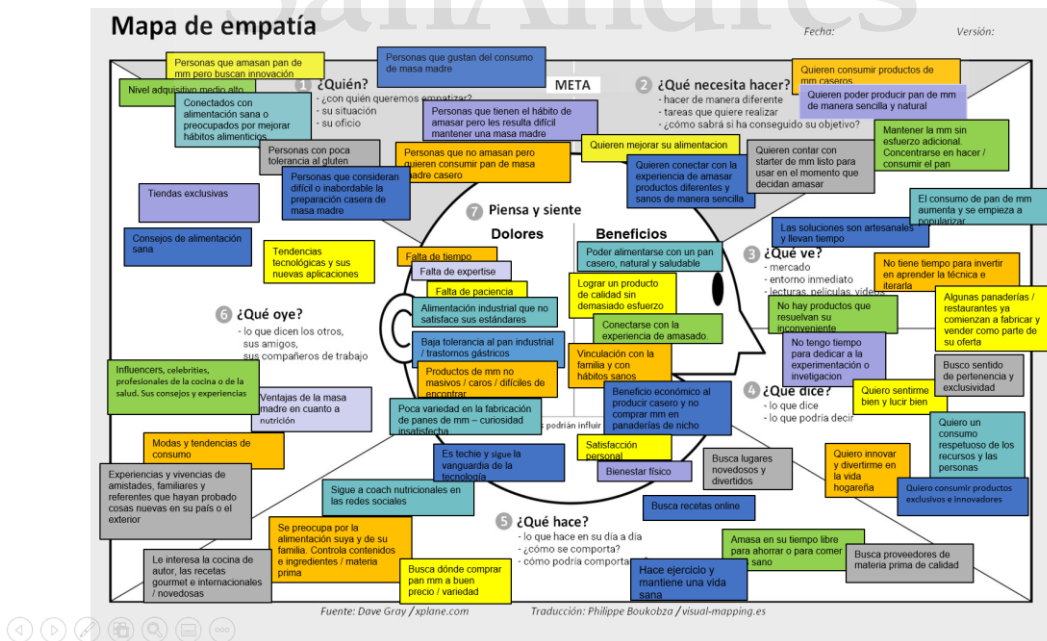 SanAndrés
Mapa de empatía
Fecha:
Versión:
Personas que amasan pan de
mm pero buscan innovación
Personas que gustan del consumo
de masa madre
Nivel adquisitivo medio alto
Conectados con
alimentación sana o
preocupados por mejorar
hábitos alimenticios
1 ¿Quién?
- ¿con quién queremos empatizar?
- su situación
- su oficio
META
Personas que tienen el hábito de
amasar pero les resulta difícil
mantener una masa madre
Personas con poca
tolerancia al gluten
Personas que no amasan pero
quieren consumir pan de masa
madre casero
Personas que consideran
difícil o inabordable la
preparación casera de
masa madre
2 ¿Qué necesita hacer?
- hacer de manera diferente
- tareas que quiere realizar
- ¿cómo sabrá si ha conseguido su objetivo?
Quieren consumir productos de
mm caseros
Quieren poder producir pan de mm
de manera sencilla y natural
Quieren mejorar su alimentacion
Quieren conectar con la
experiencia de amasar
productos diferentes y
sanos de manera sencilla
Quieren contar con
starter de mm listo para
usar en el momento que
decidan amasar
Mantener la mm sin
esfuerzo adicional.
Concentrarse en hacer /
consumir el pan
El consumo de pan de mm
aumenta y se empieza a
popularizar
Las soluciones son artesanales
y llevan tiempo
3 ¿Qué ve?
- mercado
- entorno inmediato
- lecturas, películas, vídeos
No tiene tiempo para invertir
en aprender la técnica e
iterarla
No hay productos que
resuelvan su
inconveniente
Algunas panaderías /
restaurantes ya
comienzan a fabricar y
vender como parte de
su oferta
No tengo tiempo
para dedicar a la
experimentación o
invetigacion
4 ¿Qué dice?
- lo que dice
- lo que podría decir
Busco sentido
de pertenencia y
exclusividad
Quiero sentirme
bien y lucir bien
Quiero un
consumo
respetuoso de los
recursos y las
personas
Quiero innovar
y divertirme en
la vida
hogareña
Quiero consumir productos
exclusivos e innovadores
Tiendas exclusivas
Consejos de alimentación
sana
Tendencias
tecnológicas y sus
nuevas aplicaciones
6 ¿Qué oye?
- lo que dicen los otros,
sus amigos,
sus compañeros de trabajo
Influencers, celebrities,
profesionales de la cocina o de la
salud. Sus consejos y experiencias
Ventajas de la masa
madre en cuanto a
nutrición
Modas y tendencias de
consumo
Experiencias y vivencias de
amistades, familiares y
referentes que hayan probado
cosas nuevas en su país o el
exterior
7 Piensa y siente
Dolores
Beneficios
Falta de tiempo
Falta de expertise
Falta de paciencia
Alimentación industrial que no
satisface sus estándares
Baja tolerancia al pan industrial
/ trastornos gástricos
Productos de mm no
masivos / caros / difíciles de
encontrar
Poca variedad en la fabricación
de panes de mm – curiosidad
insatisfecha
Poder alimentarse con un pan
casero, natural y saludable
Lograr un producto
de calidad sin
demasiado esfuerzo
Conectarse con la
experiencia de amasado.
Vinculación con la
familia y con
hábitos sanos
Beneficio económico al
producir casero y no
comprar mm en
panaderías de nicho
podrían influir
Satisfacción
personal
Bienestar físico
Es techie y sigue la
vanguardia de la
tecnología
Sigue a coach nutricionales en
las redes sociales
5 ¿Qué hace?
- lo que hace en su día a día
- ¿cómo se comporta?
- cómo podría comporta
Busca lugares
novedosos y
divertidos
Busca recetas online
Se preocupa por la
alimentación suya y de su
familia. Controla contenidos
e ingredientes / materia
prima
Le interesa la cocina de
autor, las recetas
gourmet e internacionales
/ novedosas
Busca dónde comprar
pan mm a buen
precio / variedad
Hace ejercicio y
mantiene una vida
sana
Amasa en su tiempo libre
para ahorrar o para comer
sano
Busca proveedores de
materia prima de calidad
Fuente: Dave Gray / xplane.com
Traducción: Philippe Boukobza / visual-mapping.es